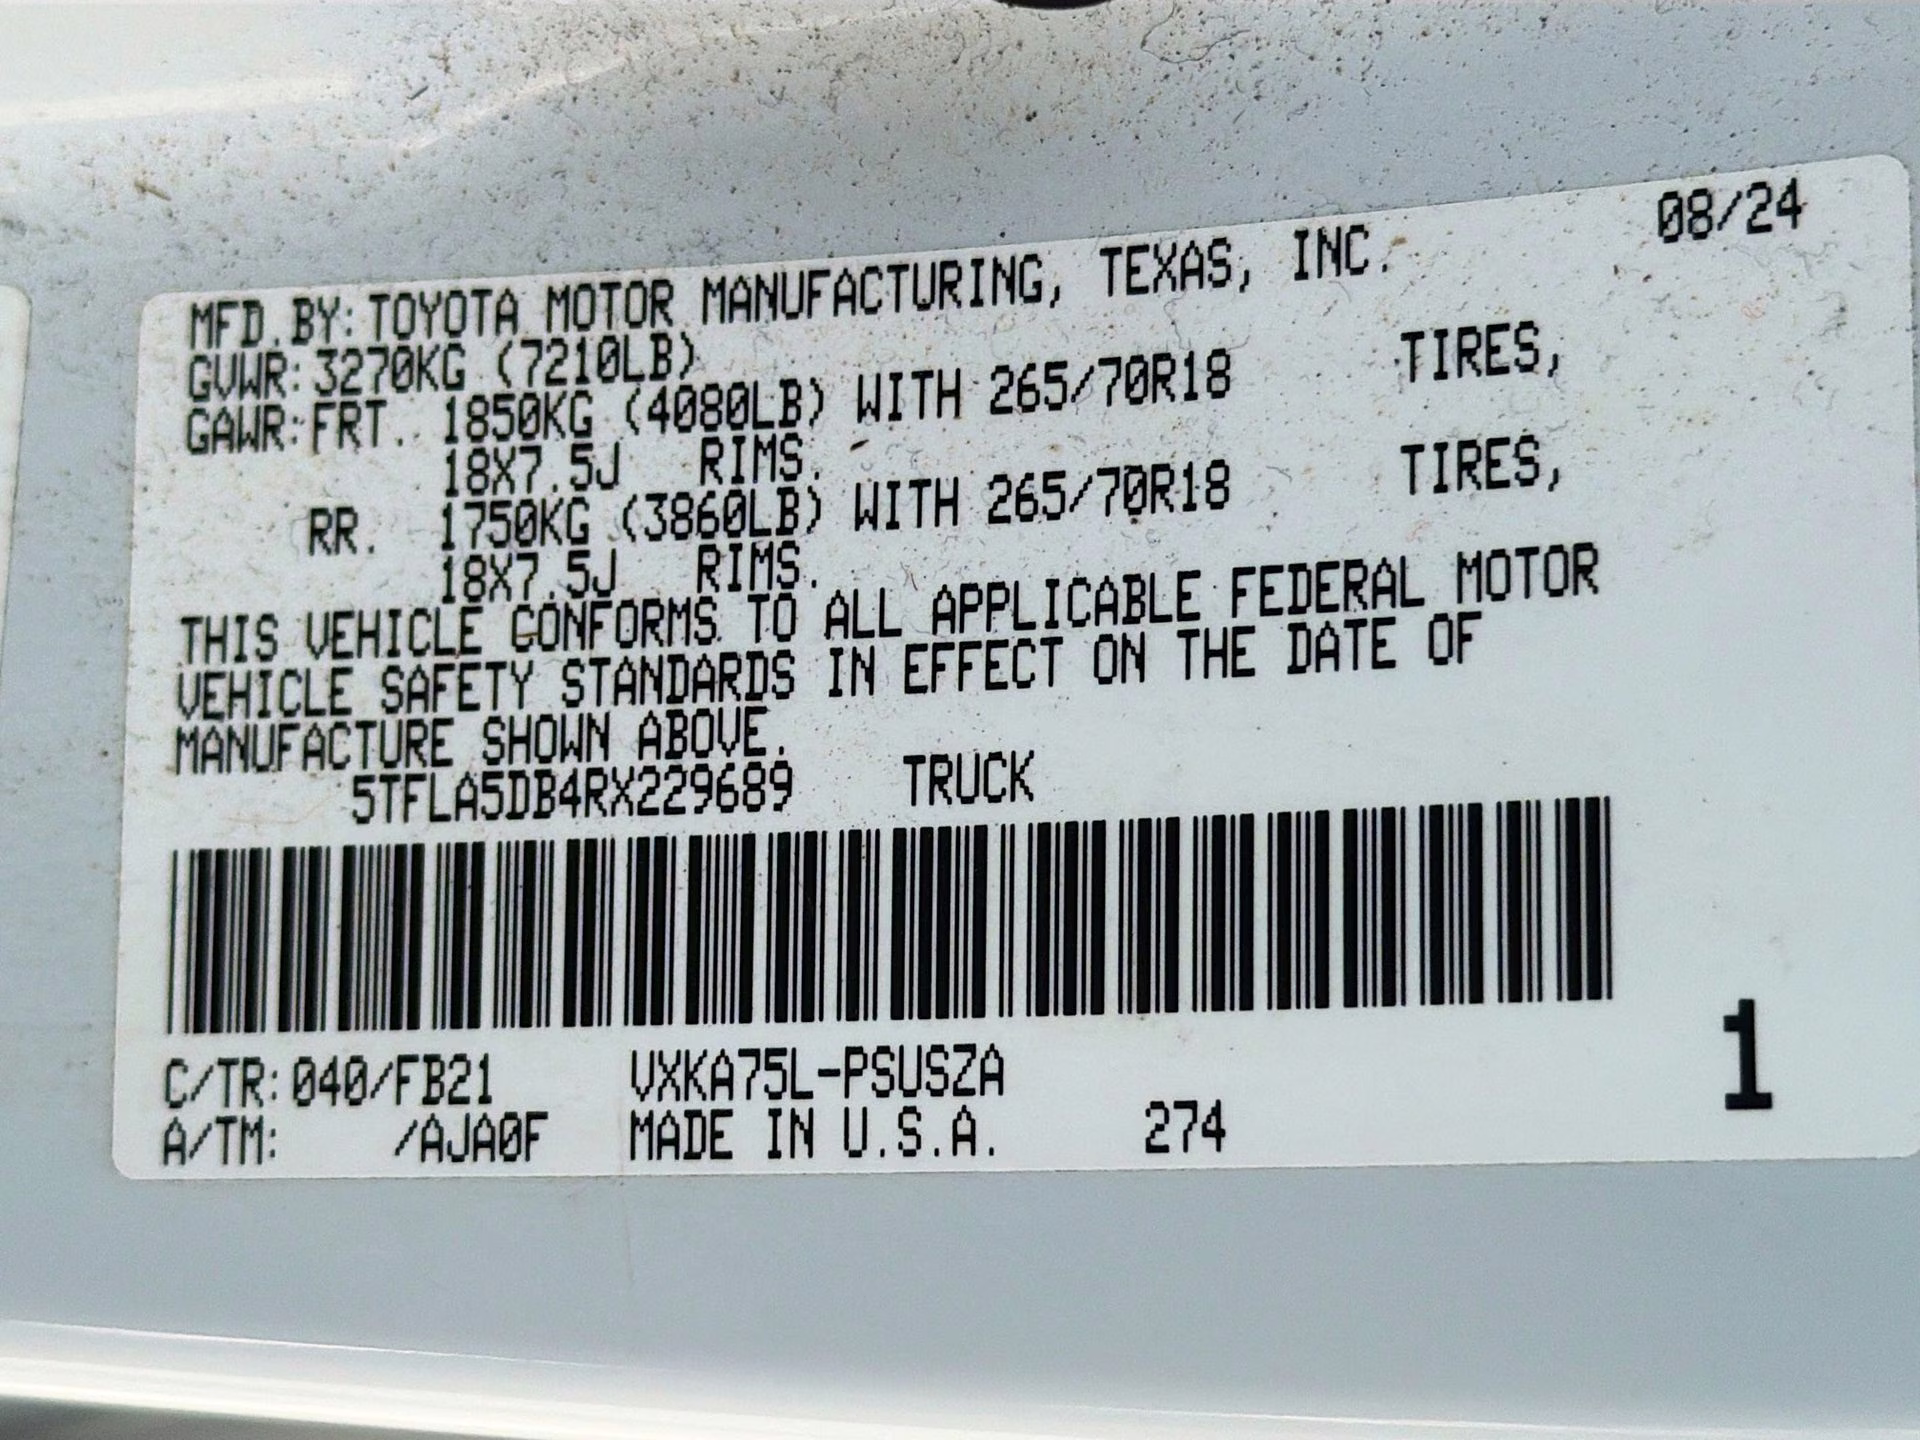 08/24
MFD.BY:TOYOTA MOTOR MANUFACTURING, TEXAS, INC.
GVWR:3270KG (7210LB)
GAWR:FRT. 1850KG (4080LB) WITH 265/70R18 TIRES,
18X7.5J RIMS.
RR. 1750KG (3860LB) WITH 265/70R18 TIRES,
18X7.5J RIMS.
THIS VEHICLE CONFORMS TO ALL APPLICABLE FEDERAL MOTOR
VEHICLE SAFETY STANDARDS IN EFFECT ON THE DATE OF
MANUFACTURE SHOWN ABOVE.
5TFLA5DB4RX229689 TRUCK
C/TR:040/FB21 VXKA75L-PSUSZA
A/TM: /AJA0F MADE IN U.S.A. 274
1